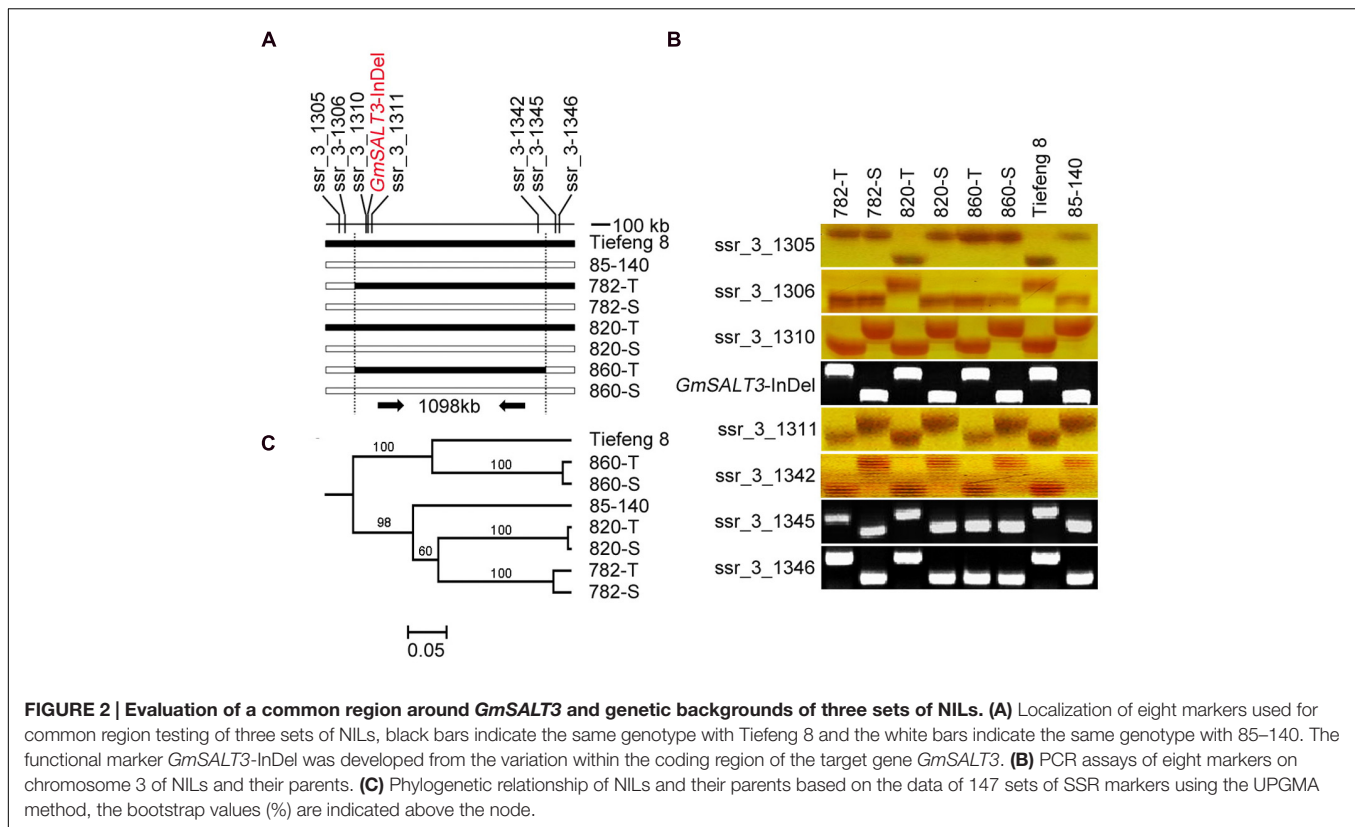 A
ssr_3_1305
ssr_3-1306
ssr_3_1310
GmSALT3-InDel
ssr_3_1311
ssr_3-1342
ssr_3-1345
ssr_3-1346
100 kb
Tiefeng 8
85-140
782-T
782-S
820-T
820-S
860-T
860-S
1098kb
B
782-T
782-S
820-T
820-S
860-T
860-S
Tiefeng 8
85-140
ssr_3_1305
ssr_3_1306
ssr_3_1310
GmSALT3-InDel
ssr_3_1311
ssr_3_1342
ssr_3_1345
ssr_3_1346
C
100
Tiefeng 8
100
860-T
860-S
98
85-140
820-T
100
820-S
60
782-T
100
782-S
0.05
FIGURE 2 | Evaluation of a common region around GmSALT3 and genetic backgrounds of three sets of NILs. (A) Localization of eight markers used for
common region testing of three sets of NILs, black bars indicate the same genotype with Tiefeng 8 and the white bars indicate the same genotype with 85–140. The
functional marker GmSALT3-InDel was developed from the variation within the coding region of the target gene GmSALT3. (B) PCR assays of eight markers on
chromosome 3 of NILs and their parents. (C) Phylogenetic relationship of NILs and their parents based on the data of 147 sets of SSR markers using the UPGMA
method, the bootstrap values (%) are indicated above the node.